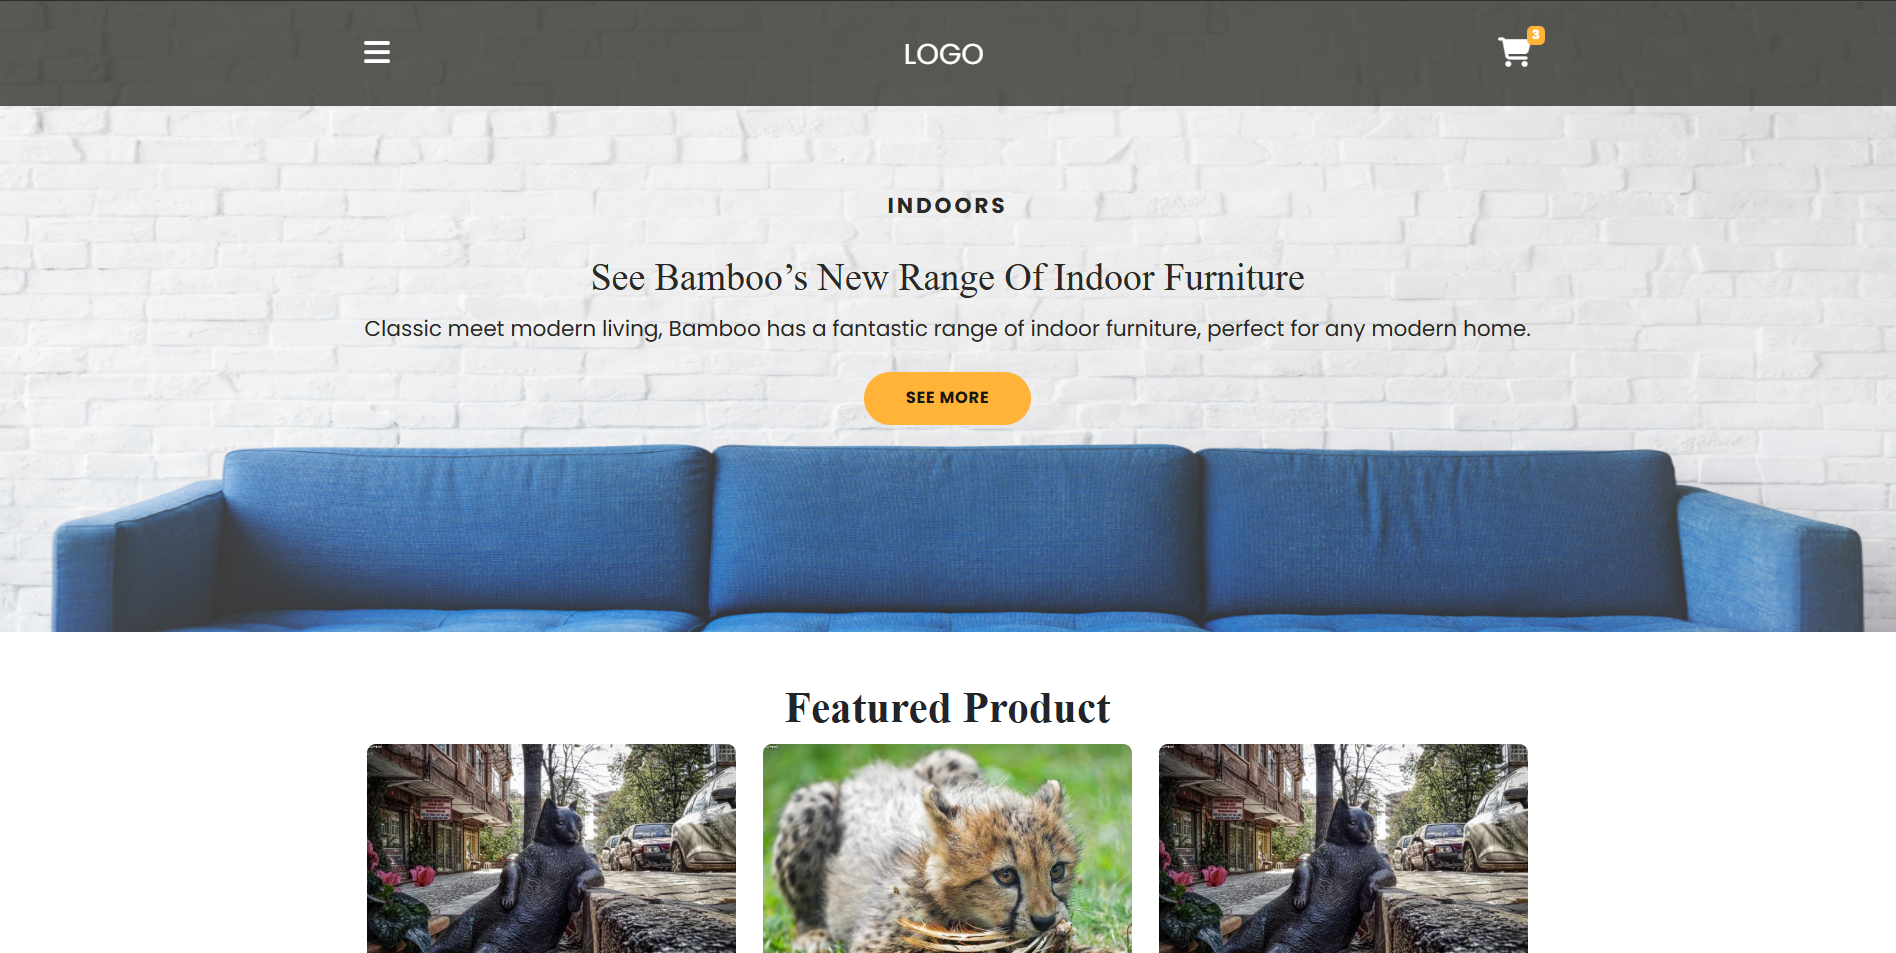 LOGO
3
INDOORS
See Bamboo’s New Range Of Indoor Furniture
Classic meet modern living, Bamboo has a fantastic range of indoor furniture, perfect for any modern home.
SEE MORE
Featured Product